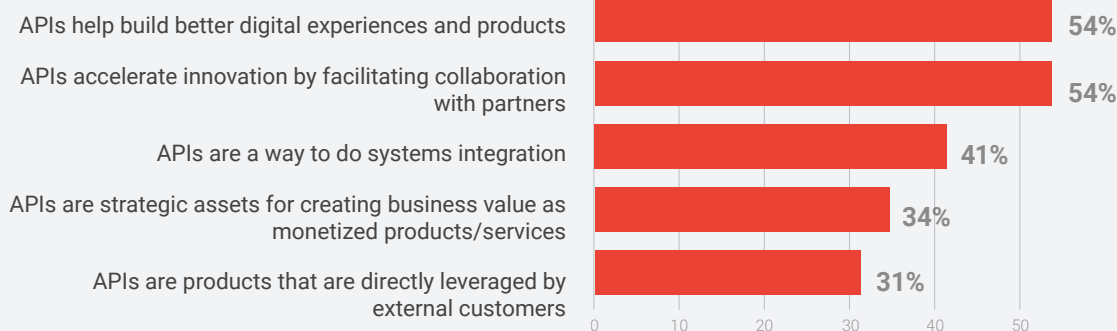 APIs help build better digital experiences and products
54%
APIs accelerate innovation by facilitating collaboration
with partners
54%
APIs are a way to do systems integration
41%
APIs are strategic assets for creating business value as
monetized products/services
34%
APIs are products that are directly leveraged by
external customers
31%
0 10 20 30 40 50